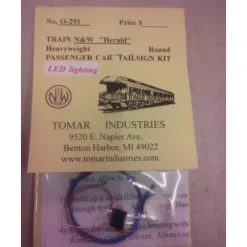 No. O-291 Price $
TRAIN N&W "Herald"
Heavyweight Round
PASSENGER CAR TAILSIGN KIT
LED lighting
NW
TOMAR INDUSTRIES
9520 E. Napier Ave.
Benton Harbor, MI 49022
www.tomarindustries.com